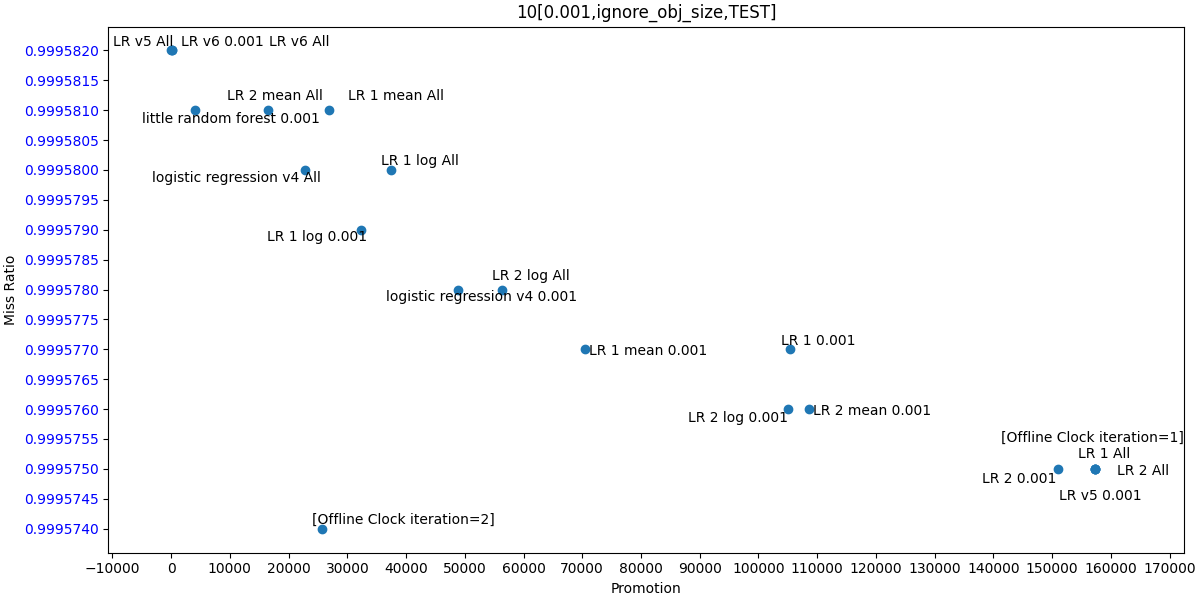 10[0.001,ignore_obj_size,TEST]
LR v5 All LR v6 0.001 LR v6 All
0.9995820
0.9995815
LR 2 mean All LR 1 mean All
0.9995810
little random forest 0.001
0.9995805
LR 1 log All
0.9995800
logistic regression v4 All
0.9995795
0.9995790
LR 1 log 0.001
0.9995785
LR 2 log All
0.9995780
logistic regression v4 0.001
0.9995775
LR 1 0.001
0.9995770
LR 1 mean 0.001
0.9995765
0.9995760
LR 2 mean 0.001
LR 2 log 0.001
0.9995755
[Offline Clock iteration=1]
LR 1 All
0.9995750
LR 2 All
LR 2 0.001
0.9995745
LR v5 0.001
[Offline Clock iteration=2]
0.9995740
Miss Ratio
−10000 0 10000 20000 30000 40000 50000 60000 70000 80000 90000 100000 110000 120000 130000 140000 150000 160000 170000
Promotion